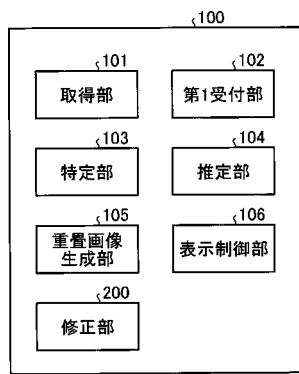 100
101
取得部
102
第1受付部
103
特定部
104
推定部
105
重畳画像
生成部
106
表示制御部
200
修正部